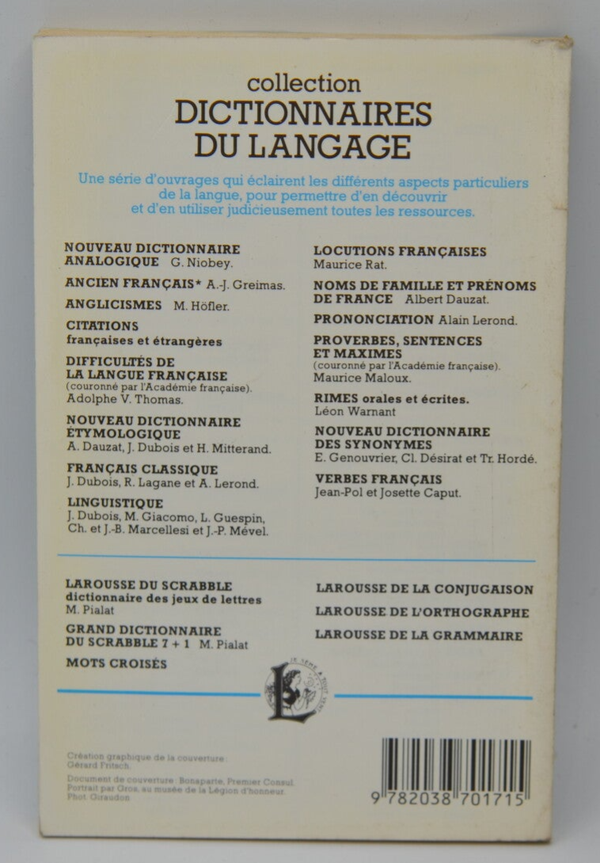 collection
DICTIONNAIRES
DU LANGAGE
Une série d'ouvrages qui éclairent les différents aspects particuliers
de la langue, pour permettre d'en découvrir
et d'en utiliser judicieusement toutes les ressources.
NOUVEAU DICTIONNAIRE
ANALOGIQUE G. Niobey.
ANCIEN FRANÇAIS* A.-J. Greimas.
ANGLICISMES M. Höfler.
CITATIONS
françaises et étrangères
DIFFICULTÉS DE
LA LANGUE FRANÇAISE
(couronné par l'Académie française).
Adolphe V. Thomas.
NOUVEAU DICTIONNAIRE
ÉTYMOLOGIQUE
A. Dauzat, J. Dubois et H. Mitterand.
FRANÇAIS CLASSIQUE
J. Dubois, R. Lagane et A. Lerond.
LINGUISTIQUE
J. Dubois, M. Giacomo, L. Guespin,
Ch. et J.-B. Marcellesi et J.-P. Mével.
LOCUTIONS FRANÇAISES
Maurice Rat.
NOMS DE FAMILLE ET PRÉNOMS
DE FRANCE Albert Dauzat.
PRONONCIATION Alain Lerond.
PROVERBES, SENTENCES
ET MAXIMES
(couronné par l'Académie française).
Maurice Maloux.
RIMES orales et écrites.
Léon Warnant
NOUVEAU DICTIONNAIRE
DES SYNONYMES
E. Genouvrier, Cl. Désirat et Tr. Hordé.
VERBES FRANÇAIS
Jean-Pol et Josette Caput.
LAROUSSE DU SCRABBLE
dictionnaire des jeux de lettres
M. Pialat
GRAND DICTIONNAIRE
DU SCRABBLE 7 + 1 M. Pialat
MOTS CROISÉS
LAROUSSE DE LA CONJUGAISON
LAROUSSE DE L'ORTHOGRAPHE
LAROUSSE DE LA GRAMMAIRE
L
Création graphique de la couverture :
Gérard Fritsch.
Document de couverture : Bonaparte, Premier Consul.
Portrait par Gros, au musée de la Légion d'honneur.
Phot. Giraudon.
9 782038 701715